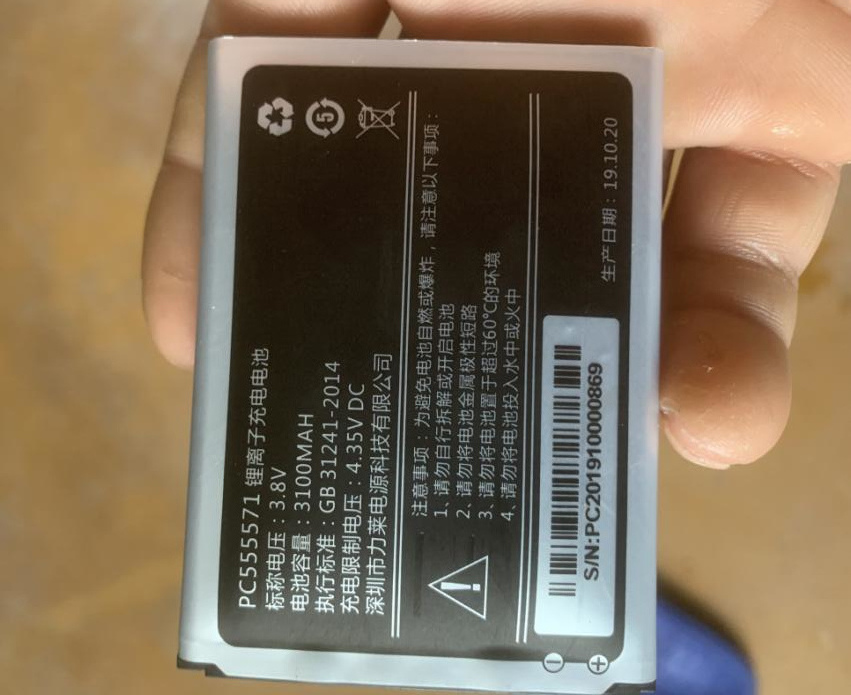 PC555571 锂离子充电电池
标称电压：3.8V
电池容量：3100MAH
执行标准：GB 31241-2014
充电限制电压：4.35V DC
深圳市力莱电源科技有限公司
5
注意事项：为避免电池自燃或爆炸，请注意以下事项：
1、请勿自行拆解或开启电池
2、请勿将电池金属极性短路
3、请勿将电池置于超过60℃的环境
4、请勿将电池投入水中或火中
S/N:PC201910000869
生产日期：19.10.20